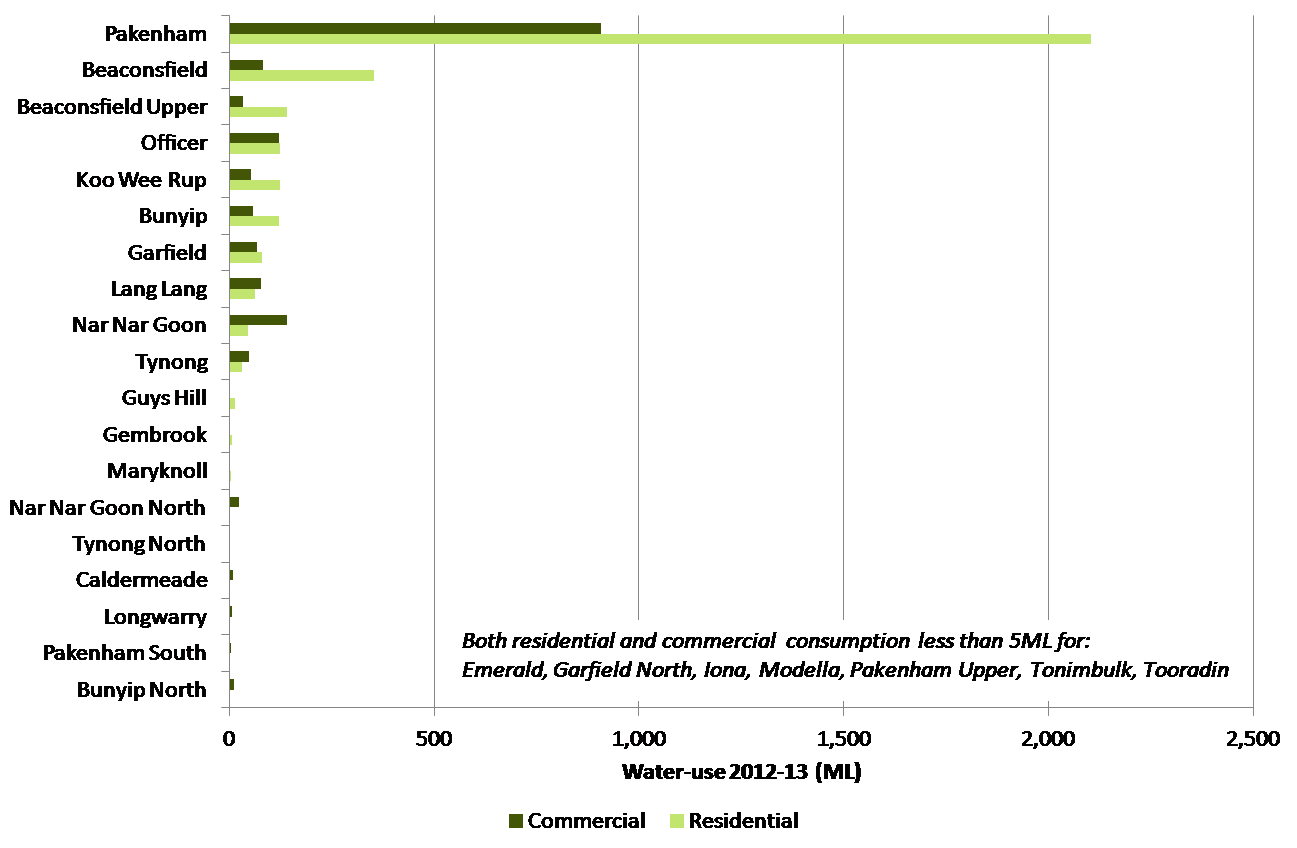 Pakenham
Beaconsfield
Beaconsfield Upper
Officer
Koo Wee Rup
Bunyip
Garfield
Lang Lang
Nar Nar Goon
Tynong
Guys Hill
Gembrook
Maryknoll
Nar Nar Goon North
Tynong North
Caldermeade
Longwarry
Pakenham South
Bunyip North
Both residential and commercial consumption less than 5ML for:
Emerald, Garfield North, Iona, Modella, Pakenham Upper, Tonimbulk, Tooradin
0 500 1,000 1,500 2,000 2,500
Water-use 2012-13 (ML)
Commercial Residential